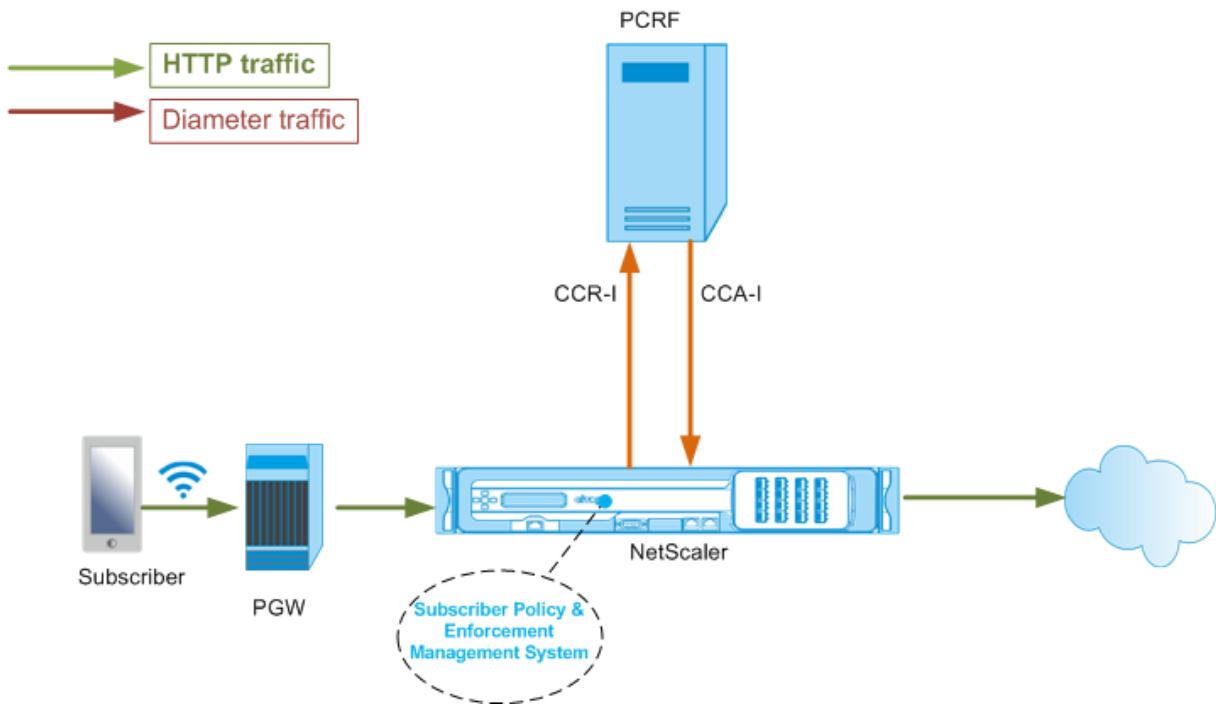 PCRF
HTTP traffic
Diameter traffic
CCR-I
CCA-I
NetScaler
Subscriber
PGW
Subscriber Policy &
Enforcement
Management System